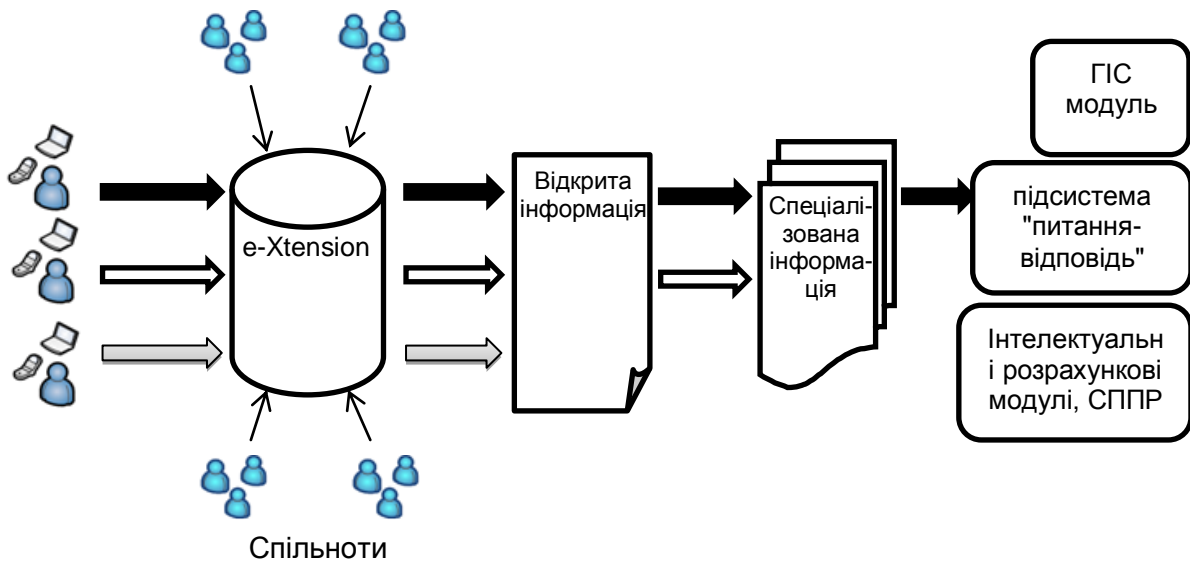 ГІС
модуль
Відкрита
інформація
підсистема
"питання-
відповідь"
Спеціалі-
зована
інформа-
ція
e-Xtension
Інтелектуальн
і розрахункові
модулі, СППР
Спільноти